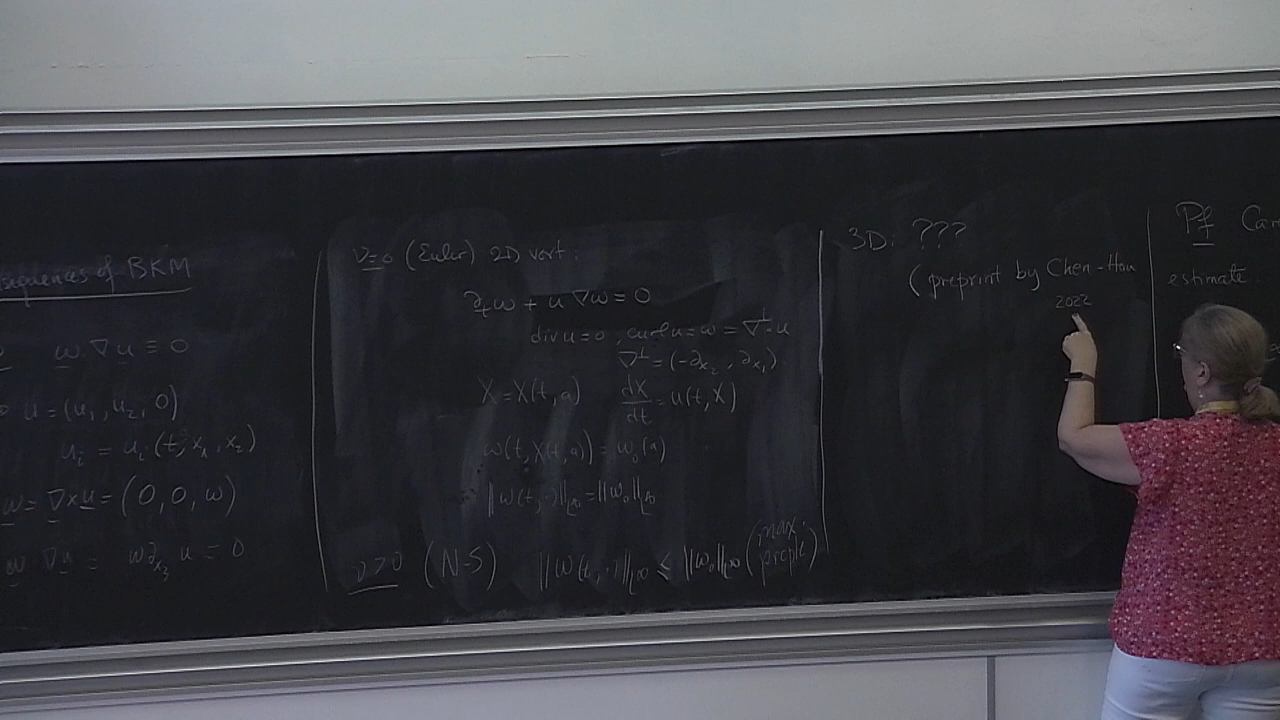 sequences of BKM
ω · ∇u ≡ 0
u = (u₁, u₂, 0)
uᵢ = uᵢ(t, x₁, x₂)
ω = ∇×u = (0, 0, ω)
ω ∇u = ω∂ₓ₃ u = 0
ν=0 (Euler) 2D vort:
∂ₜω + u∇ω = 0
div u = 0, curl u = ω = ∇^⊥·u
∇^⊥ = (-∂ₓ₂, ∂ₓ₁)
X = X(t, a) dX/dt = u(t, X)
ω(t, X(t, a)) = ω₀(a)
||ω(t, ·)||_{L^∞} = ||ω₀||_{L^∞}
ν > 0 (N-S) ||ω(t, ·)||_{L^∞} ≤ ||ω₀||_{L^∞} (max. principle)
3D: ???
(preprint by Chen-Hou
2022
Pf
estimate